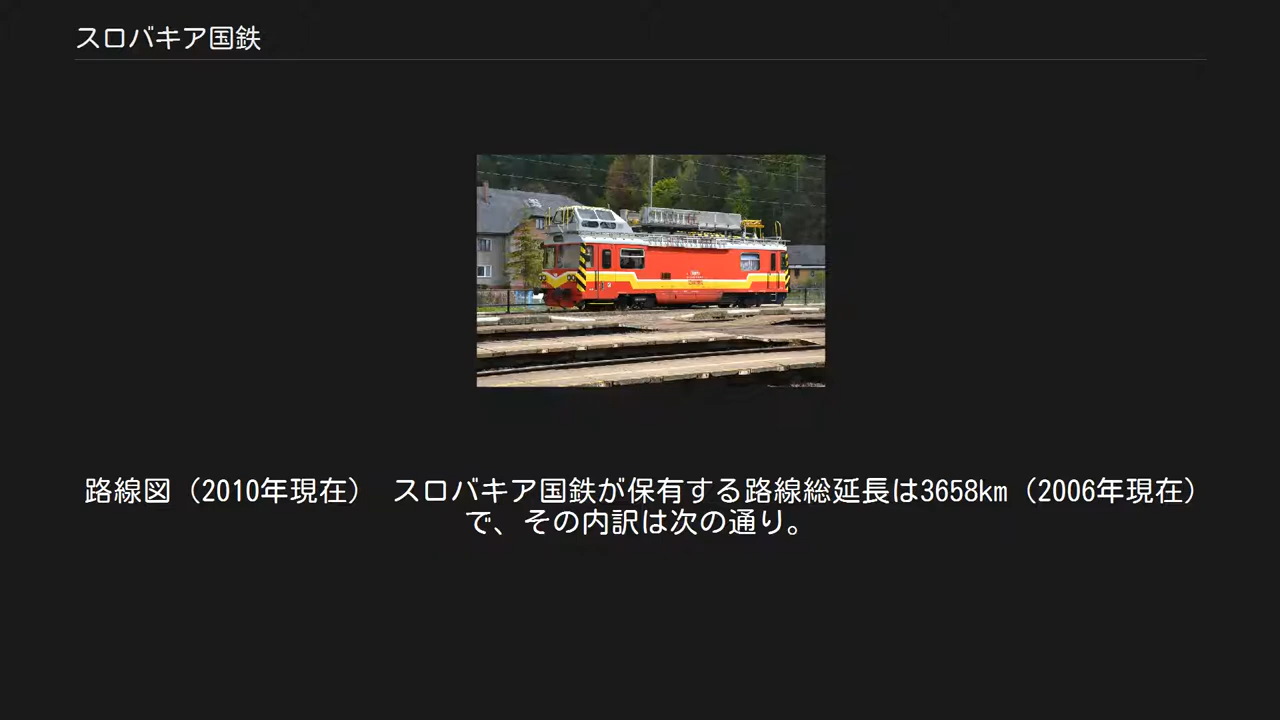 スロバキア国鉄
路線図（2010年現在）　スロバキア国鉄が保有する路線総延長は3658km（2006年現在）
で、その内訳は次の通り。